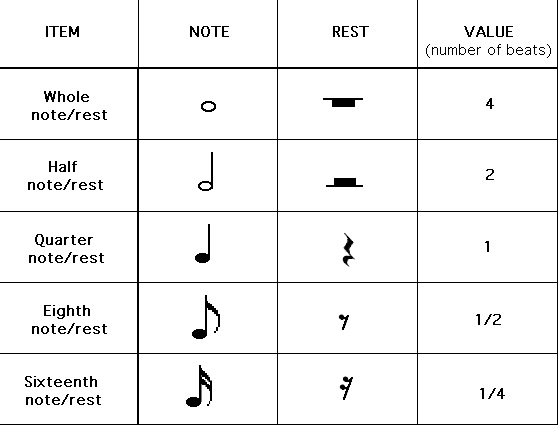 ITEM NOTE REST VALUE
(number of beats)
Whole
note/rest
4
Half
note/rest
2
Quarter
note/rest
1
Eighth
note/rest
1/2
Sixteenth
note/rest
1/4